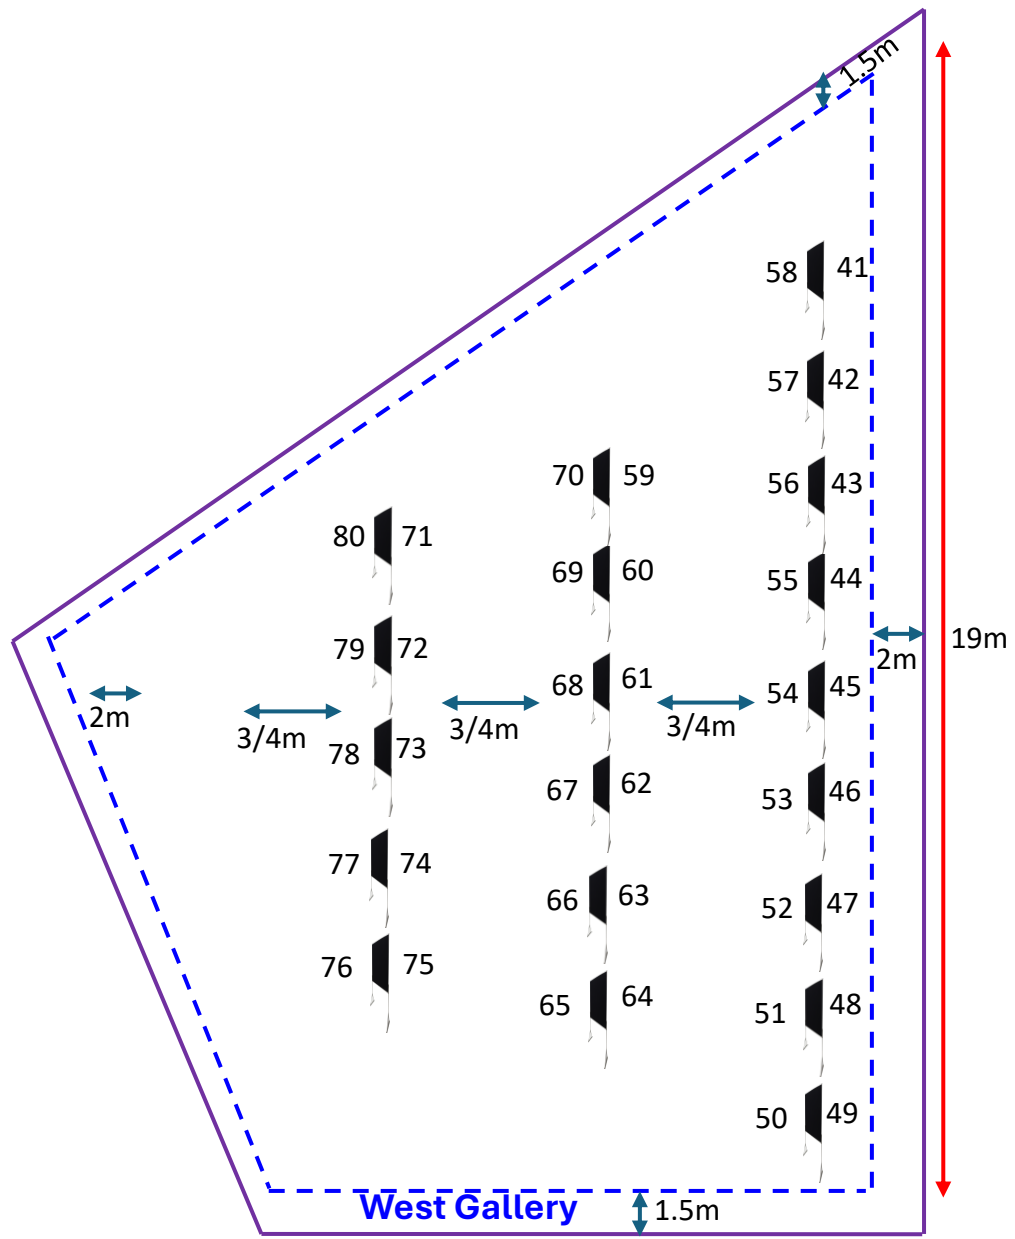 1.5m
58 41
57 42
70 59 56 43
80 71 69 60 55 44
79 72 19m
2m
68 61 54 45
2m
3/4m 3/4m 3/4m
78 73
67 62 53 46
77 74
66 63 52 47
76 75
65 64 51 48
50 49
West Gallery 1.5m